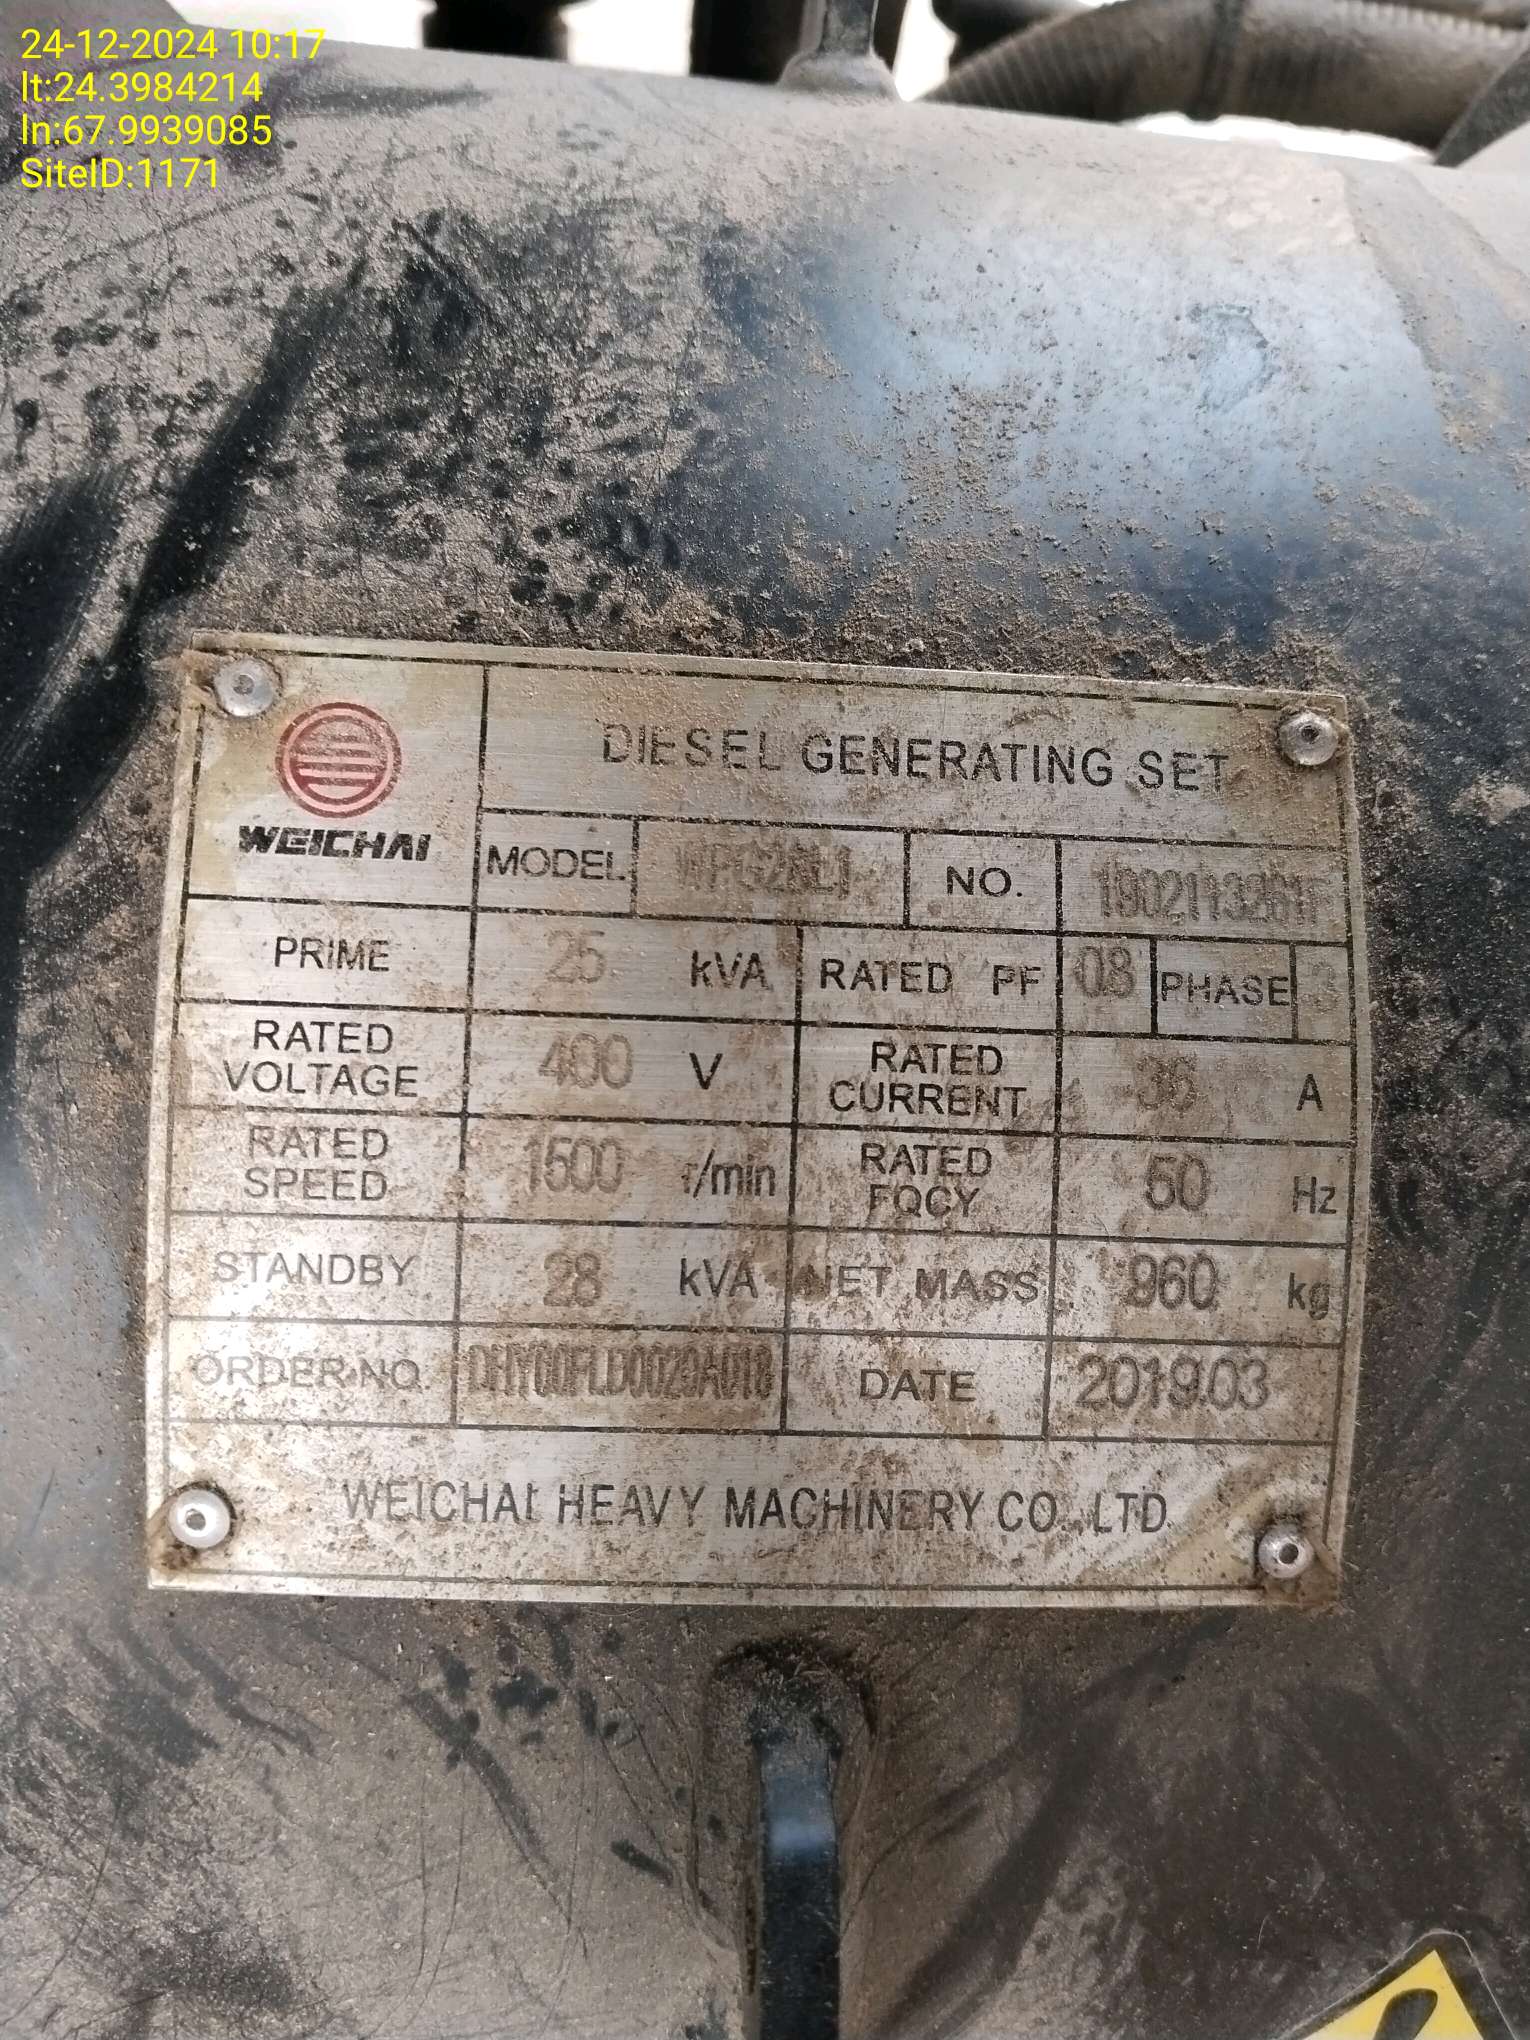 24-12-2024 10:17
lt:24.3984214
ln:67.9939085
SiteID:1171
WEICHAI
DIESEL GENERATING SET
MODEL NO.
PRIME 25 kVA RATED PF 0.8 PHASE 3
RATED VOLTAGE 400 V RATED CURRENT 36 A
RATED SPEED 1500 r/min RATED FQCY 50 Hz
STANDBY 28 kVA NET MASS 960 kg
ORDER NO. DATE 2019.03
WEICHAI HEAVY MACHINERY CO.,LTD